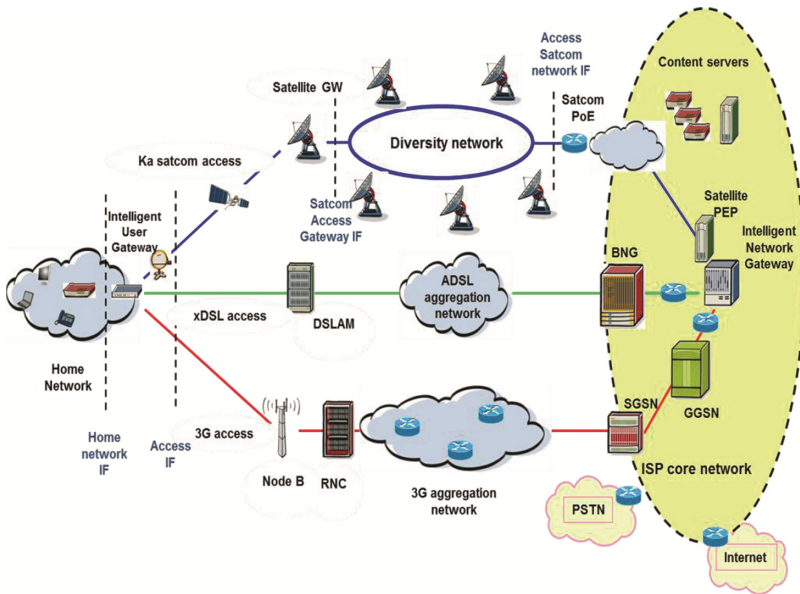 Access
Satcom
network IF
Content servers
Satellite GW
Satcom
PoE
Diversity network
Ka satcom access
Satellite
PEP
Intelligent
User
Gateway
Satcom
Access
Gateway IF
Intelligent
Network
Gateway
BNG
ADSL
aggregation
network
xDSL access
DSLAM
Home
Network
SGSN
GGSN
3G access
Home
network
IF
Access
IF
Node B
RNC
3G aggregation
network
ISP core network
PSTN
Internet